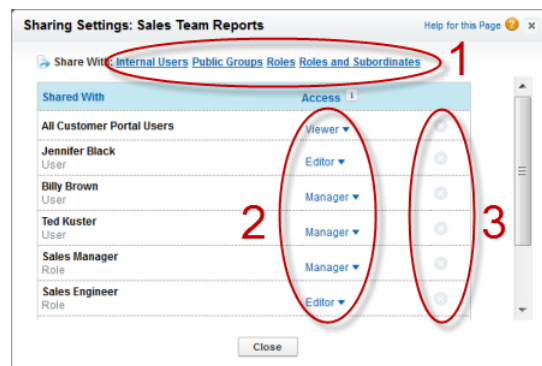 Sharing Settings: Sales Team Reports
Help for this Page ? x
1
Share With: Internal Users Public Groups Roles Roles and Subordinates
Shared With Access i
All Customer Portal Users Viewer
Jennifer Black
User
Editor
Billy Brown
User
Manager
Ted Kuster
User
Manager
2
3
Sales Manager
Role
Manager
Sales Engineer
Role
Editor
Close